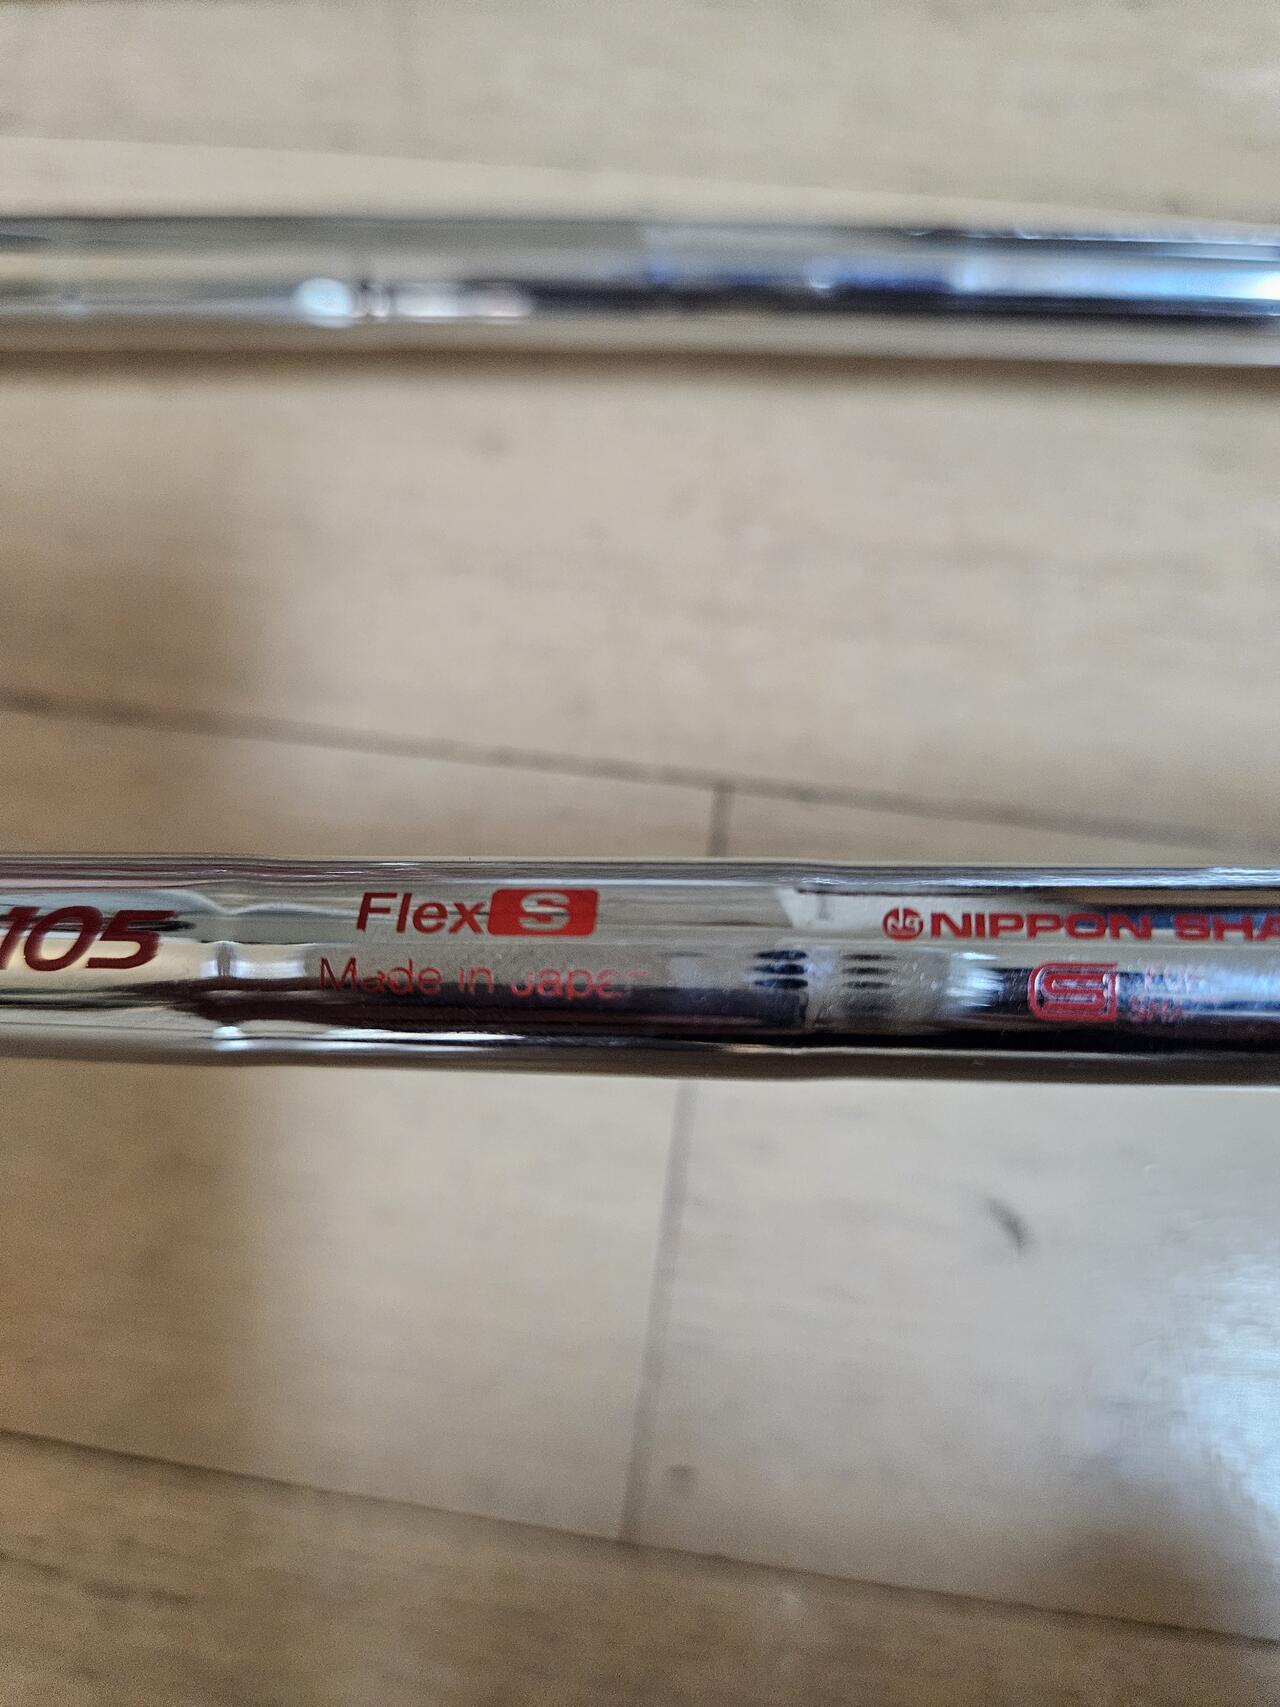 105
Flex S
Made in Japan
NIPPON SHA
S